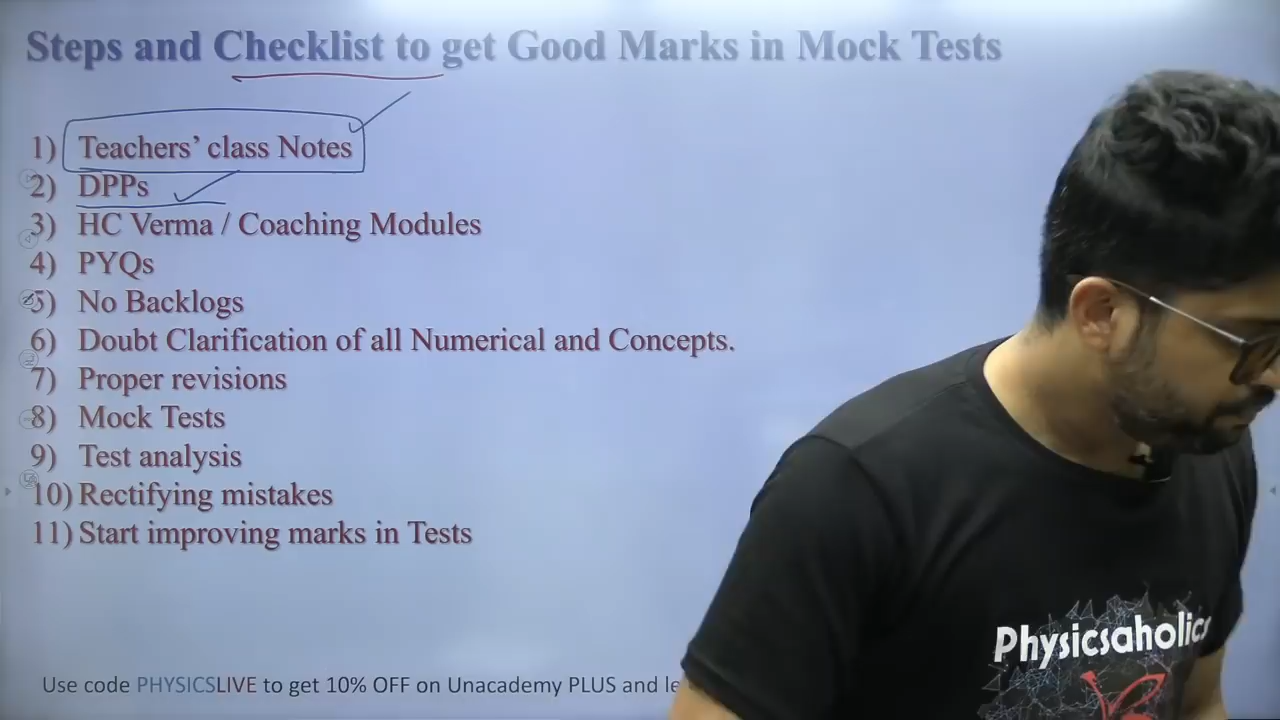 Steps and Checklist to get Good Marks in Mock Tests
1) Teachers’ class Notes
2) DPPs
3) HC Verma / Coaching Modules
4) PYQs
5) No Backlogs
6) Doubt Clarification of all Numerical and Concepts.
7) Proper revisions
8) Mock Tests
9) Test analysis
10) Rectifying mistakes
11) Start improving marks in Tests
Physicsaholics
Use code PHYSICSLIVE to get 10% OFF on Unacademy PLUS and